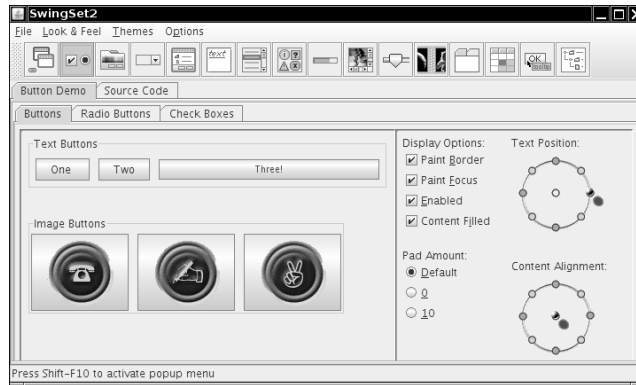 SwingSet2
File Look & Feel Themes Options
text
OK
Button Demo Source Code
Buttons Radio Buttons Check Boxes
Text Buttons
One Two Three!
Image Buttons
Display Options:
Paint Border
Paint Focus
Enabled
Content Filled
Pad Amount:
Default
0
10
Text Position:
Content Alignment:
Press Shift-F10 to activate popup menu